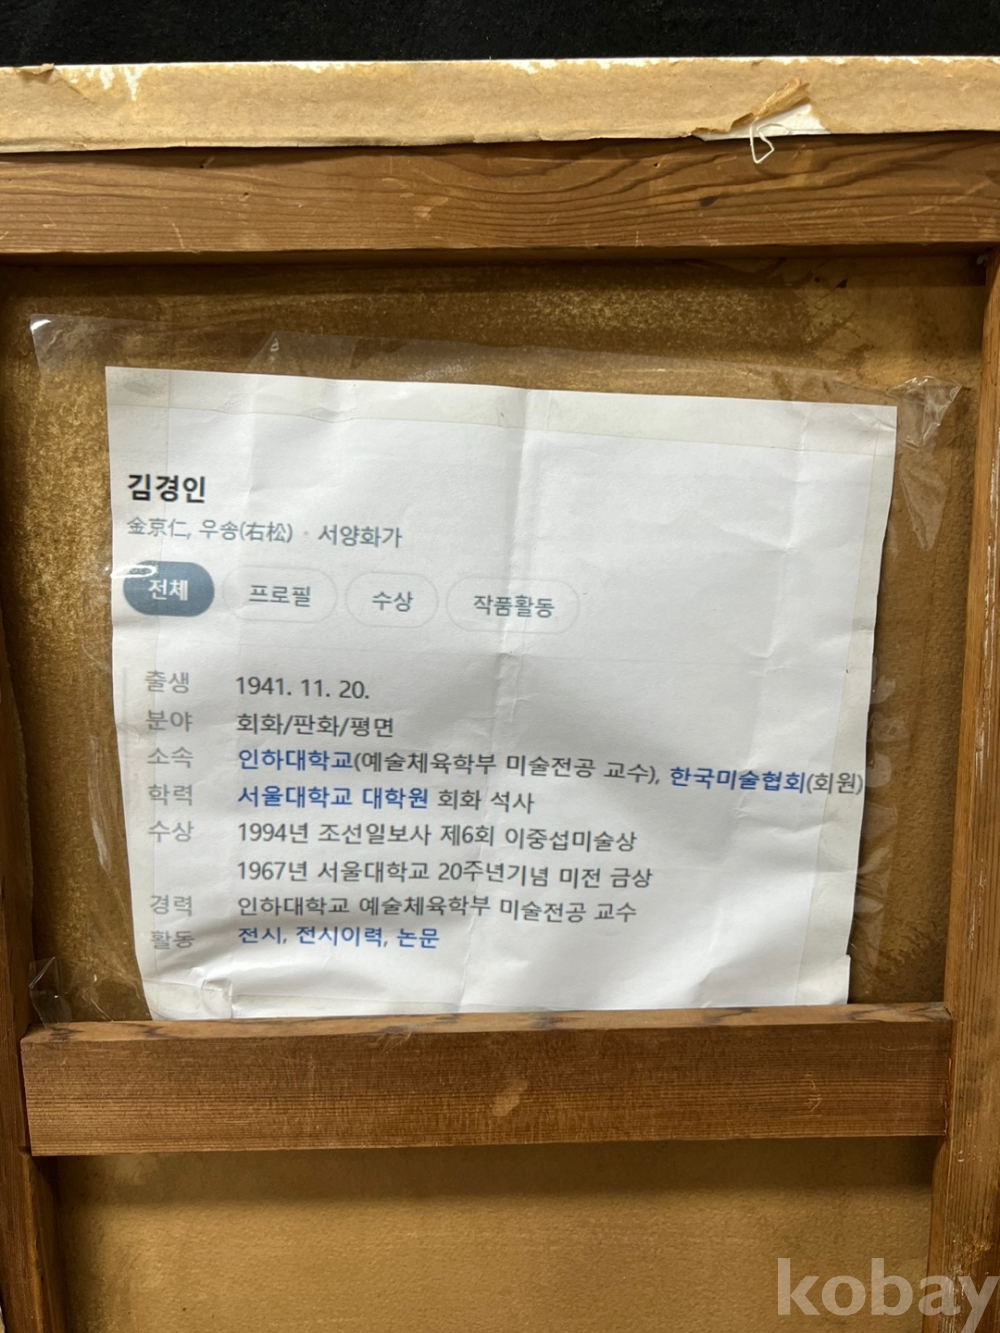 김경인
金京仁, 우송(右松) · 서양화가
전체 프로필 수상 작품활동
출생 1941. 11. 20.
분야 회화/판화/평면
소속 인하대학교(예술체육학부 미술전공 교수), 한국미술협회(회원)
학력 서울대학교 대학원 회화 석사
수상 1994년 조선일보사 제6회 이중섭미술상
1967년 서울대학교 20주년기념 미전 금상
경력 인하대학교 예술체육학부 미술전공 교수
활동 전시, 전시이력, 논문
kobay